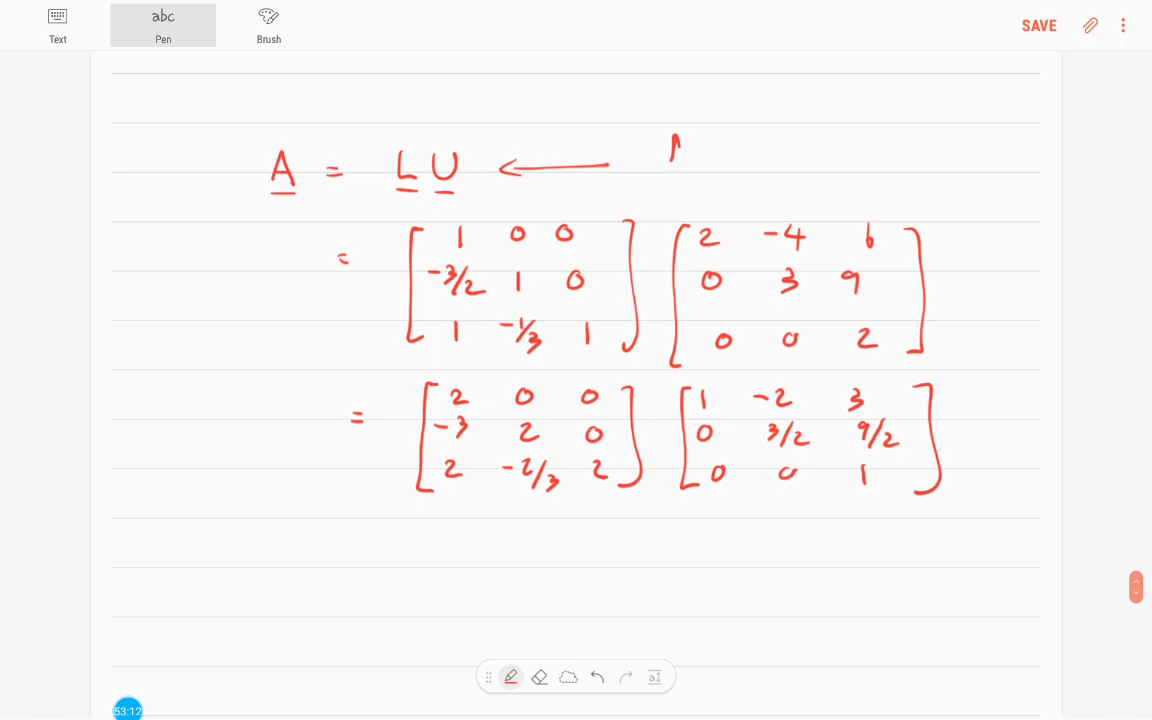 Text abc Pen Brush SAVE
A = L U ←
= [ 1 0 0 ] [ 2 -4 6 ]
[ -3/2 1 0 ] [ 0 3 9 ]
[ 1 -1/3 1 ] [ 0 0 2 ]
= [ 2 0 0 ] [ 1 -2 3 ]
[ -3 2 0 ] [ 0 3/2 9/2 ]
[ 2 -2/3 2 ] [ 0 0 1 ]
53:12